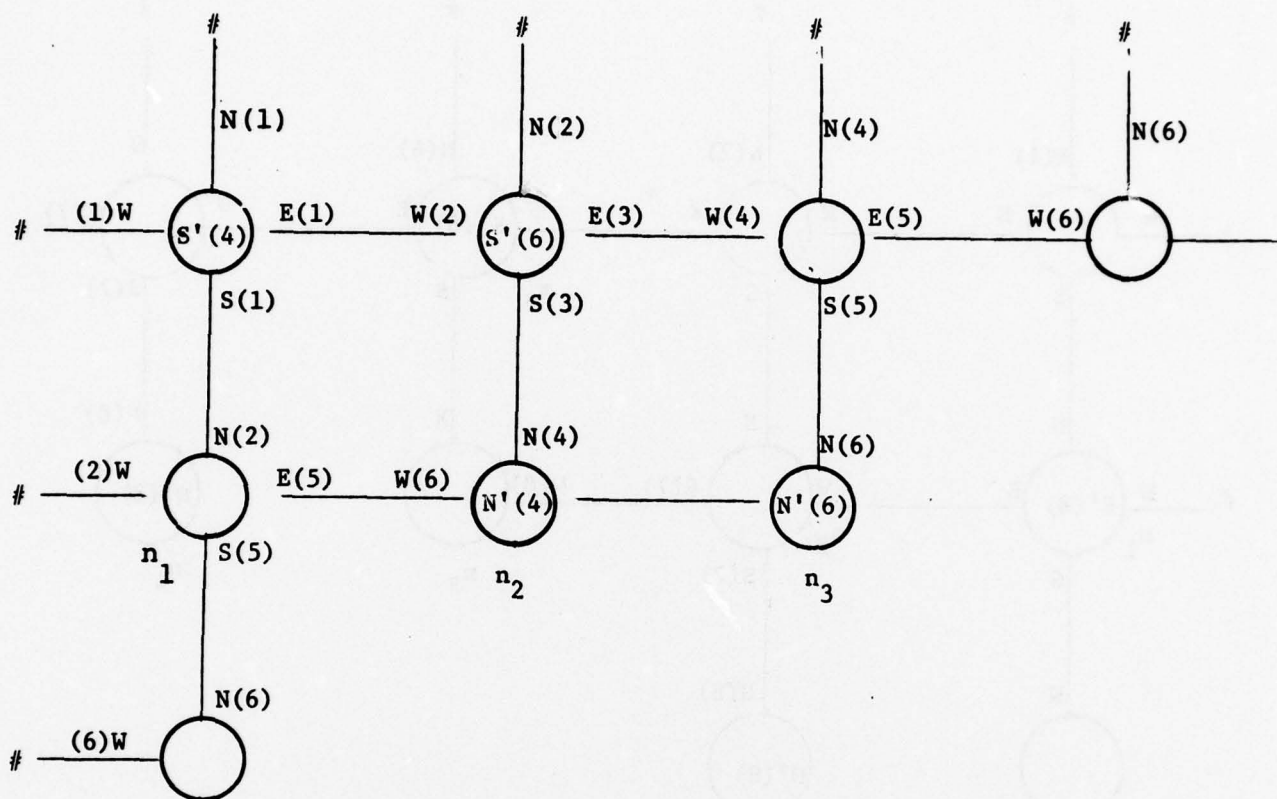 # # # #
N(1) N(2) N(4) N(6)
# (1)W S'(4) E(1) W(2) S'(6) E(3) W(4) E(5) W(6)
S(1) S(3) S(5)
N(2) N(4) N(6)
# (2)W E(5) W(6) N'(4) N'(6)
n1 S(5) n2 n3
N(6)
# (6)W